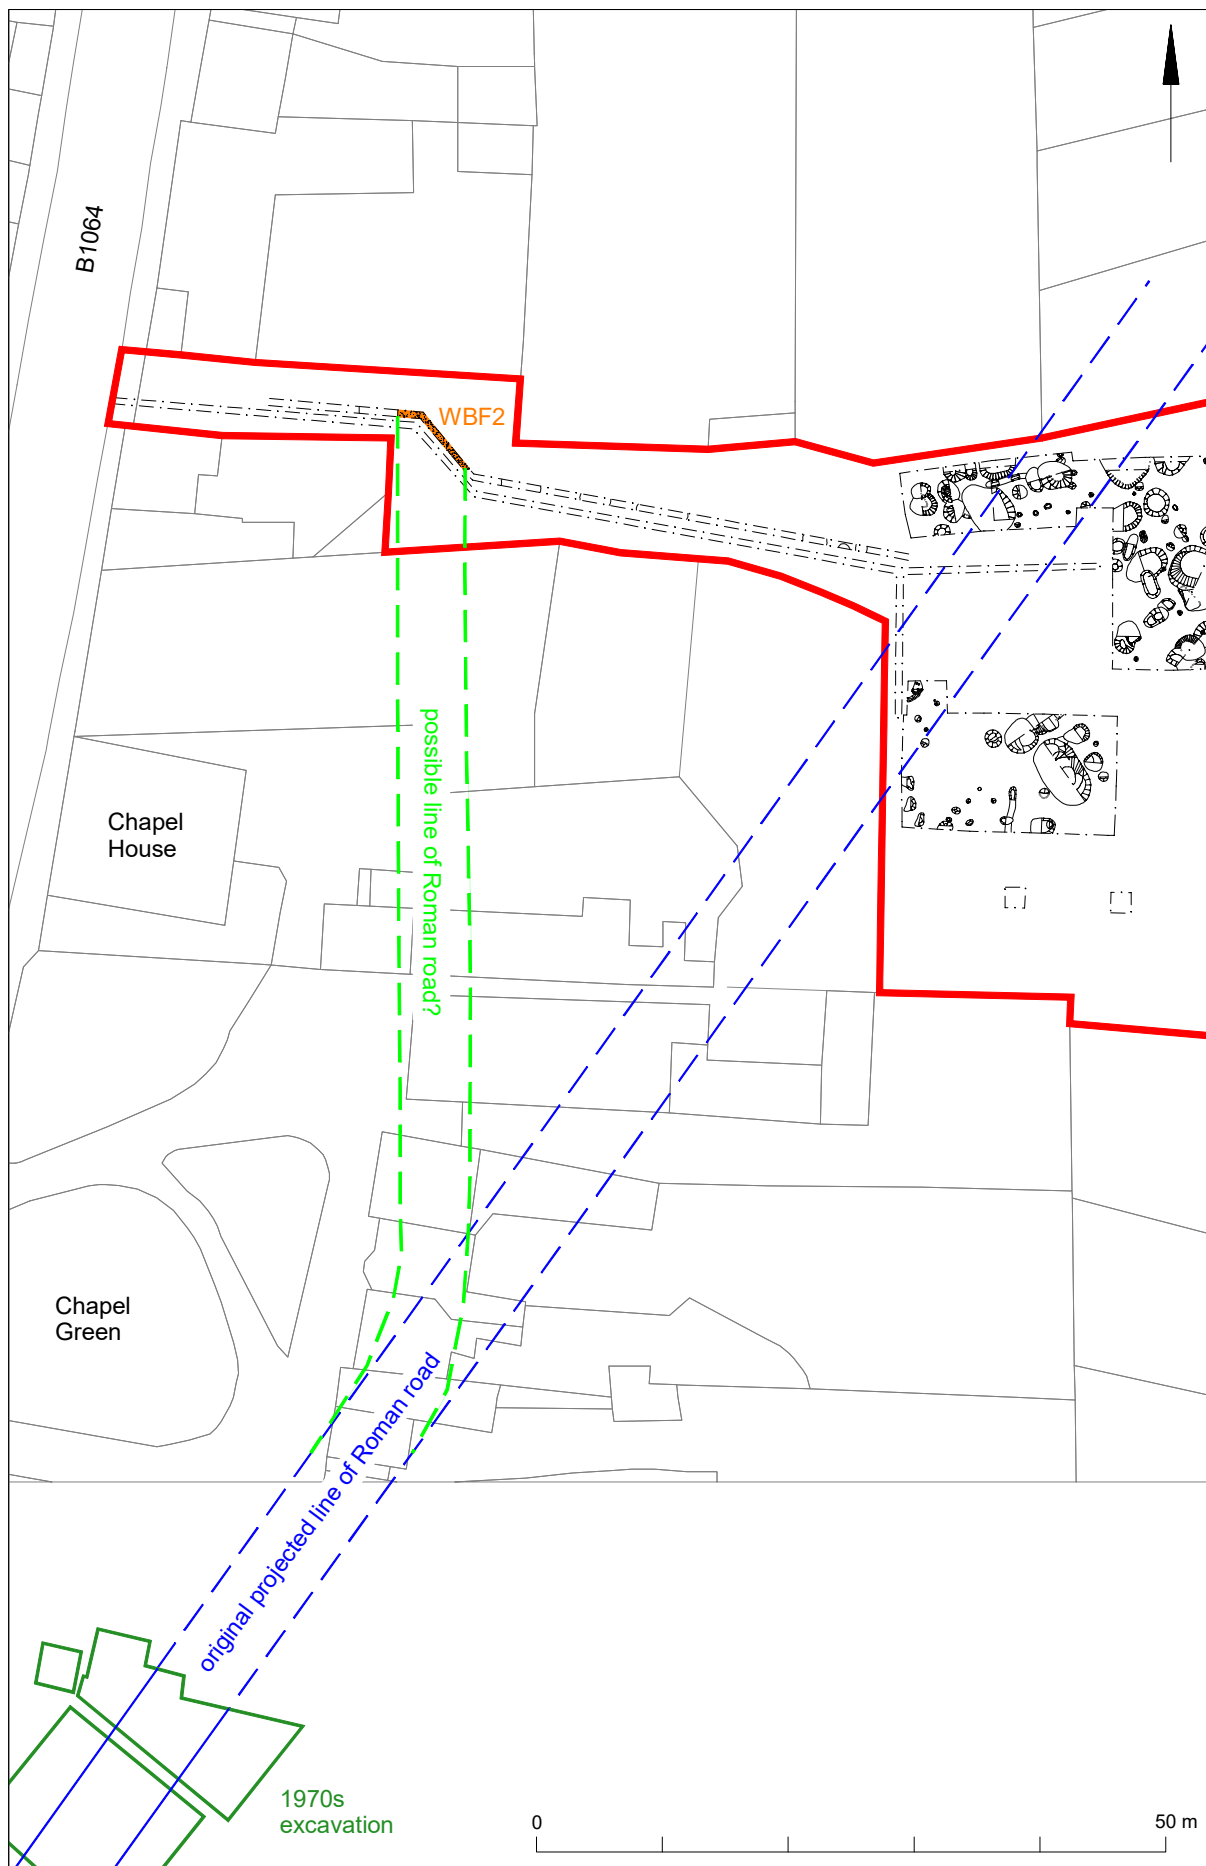 B1064
WBF2
possible line of Roman road?
Chapel
House
Chapel
Green
original projected line of Roman road
1970s
excavation
0
50 m